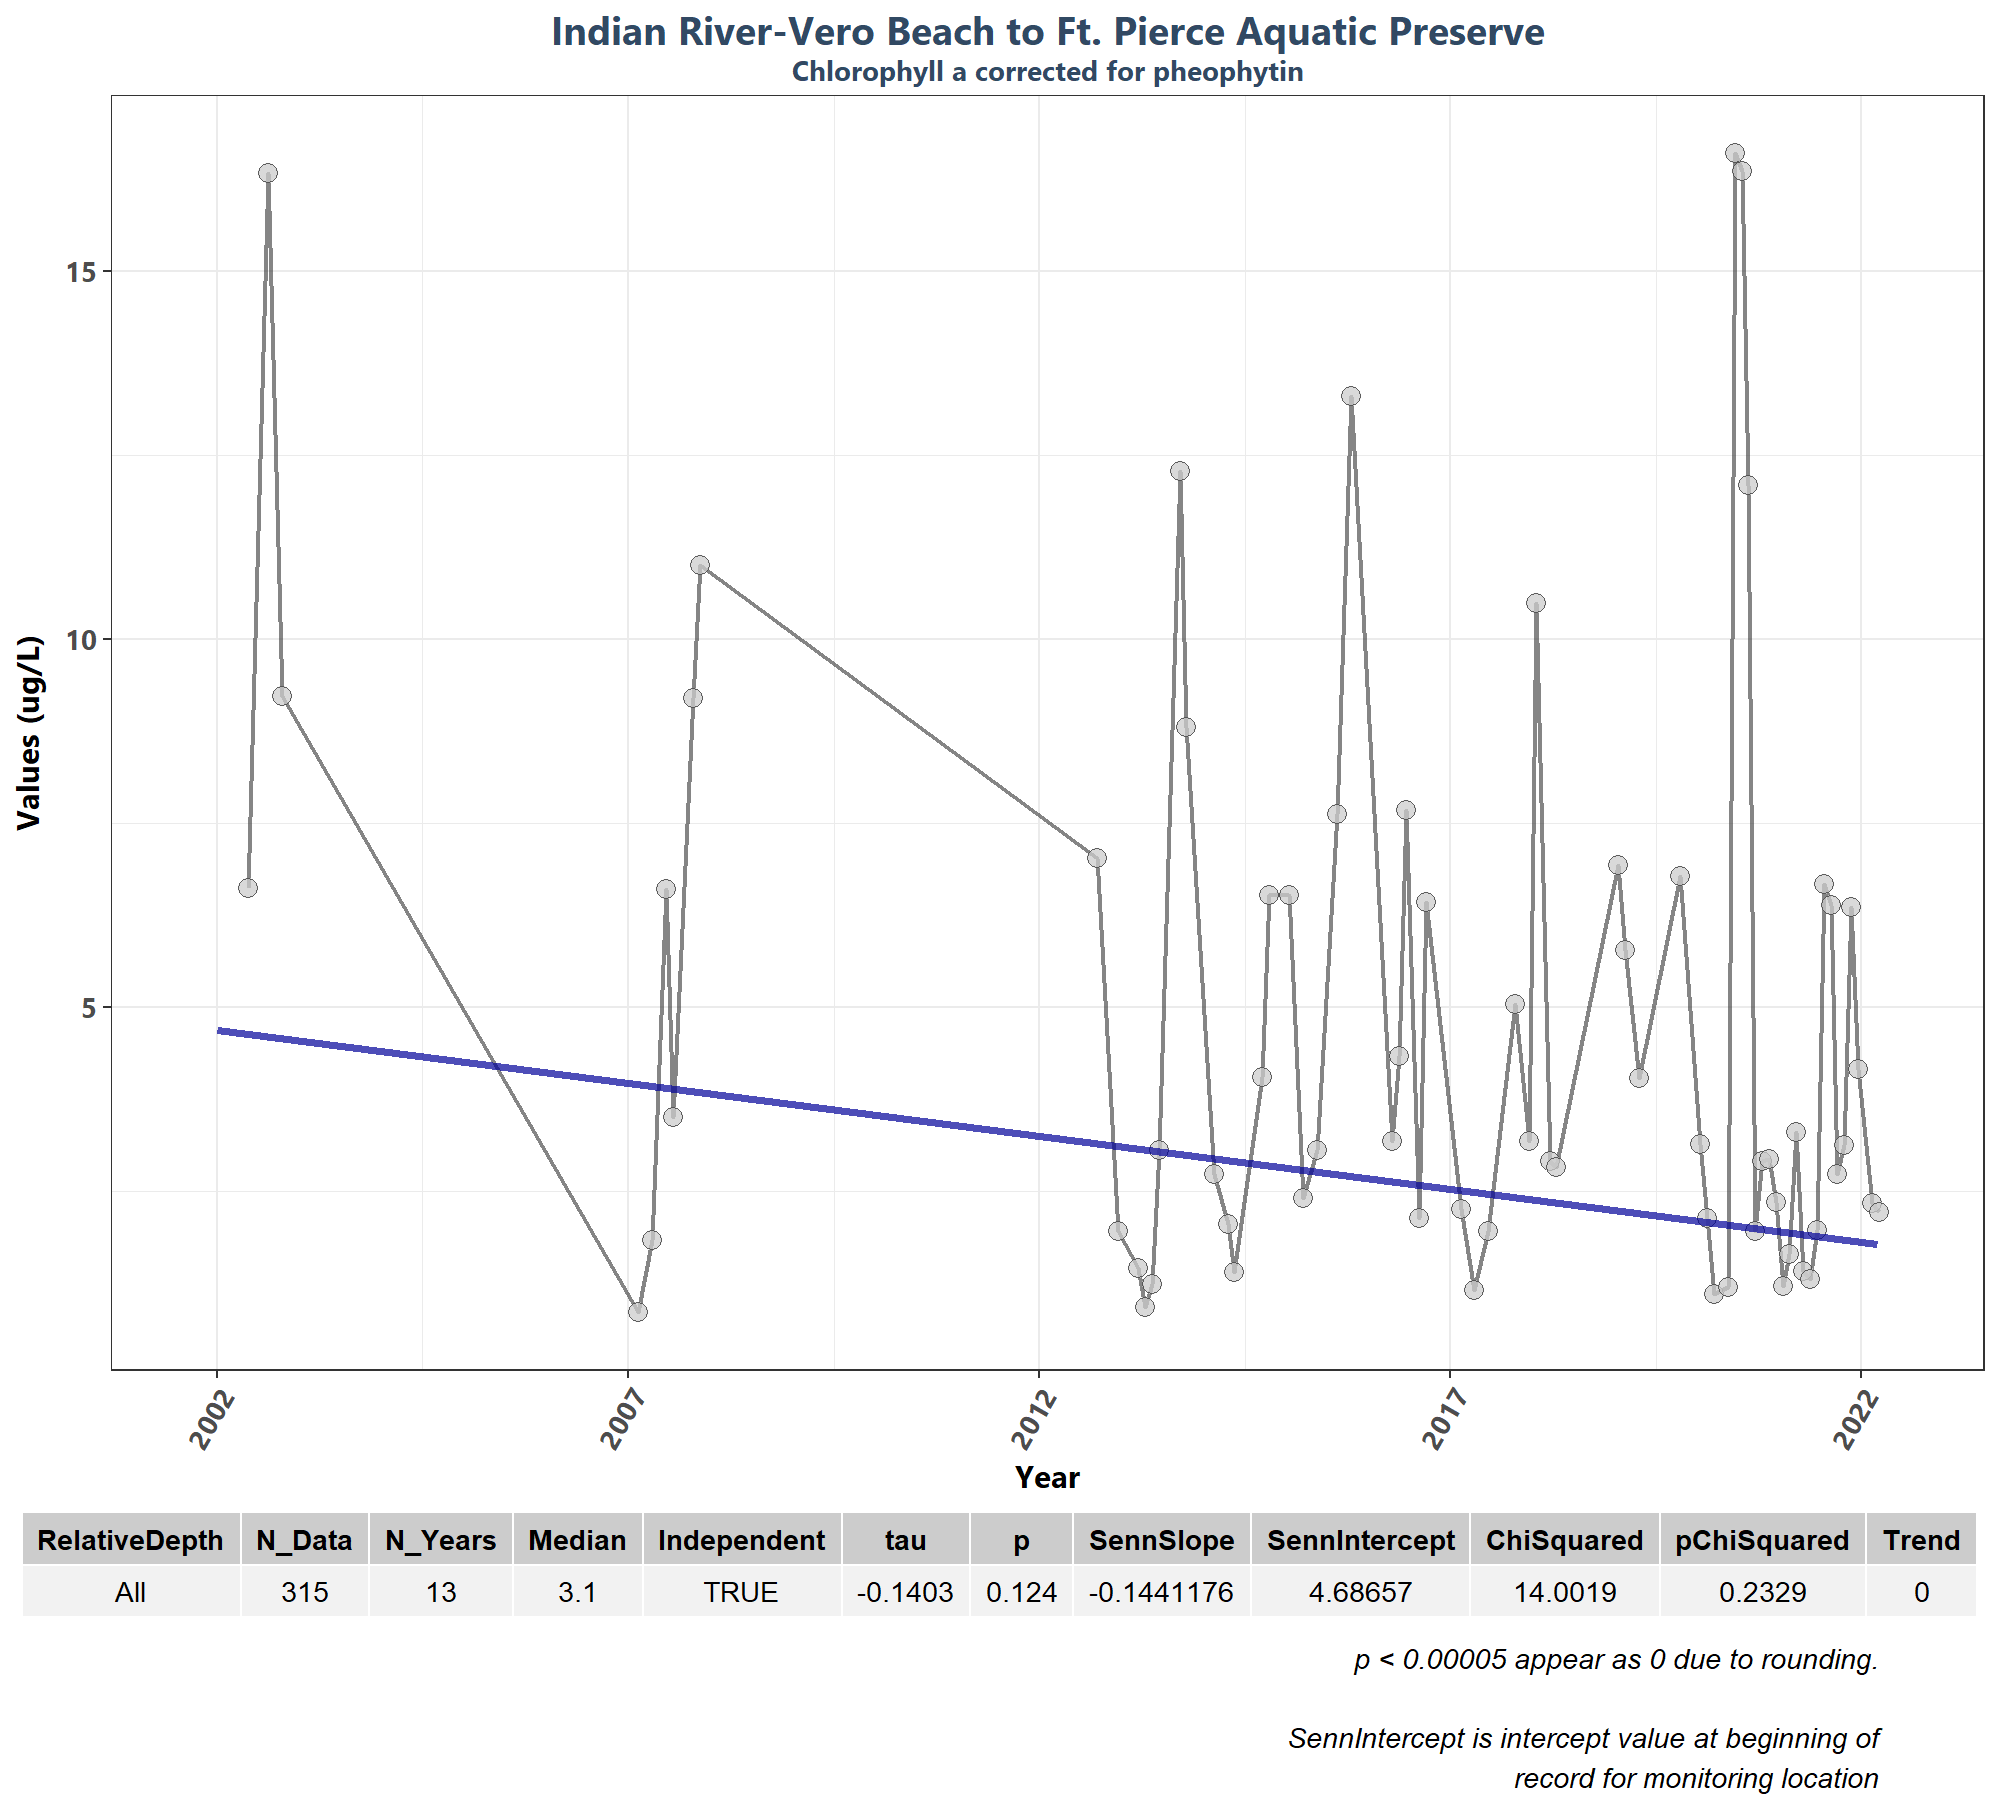 Indian River-Vero Beach to Ft. Pierce Aquatic Preserve
Chlorophyll a corrected for pheophytin
Values (ug/L)
15
10
5
2002
2007
2012
2017
2022
Year
RelativeDepth N_Data N_Years Median Independent tau p SennSlope SennIntercept ChiSquared pChiSquared Trend
All 315 13 3.1 TRUE -0.1403 0.124 -0.1441176 4.68657 14.0019 0.2329 0
p < 0.00005 appear as 0 due to rounding.
SennIntercept is intercept value at beginning of
record for monitoring location